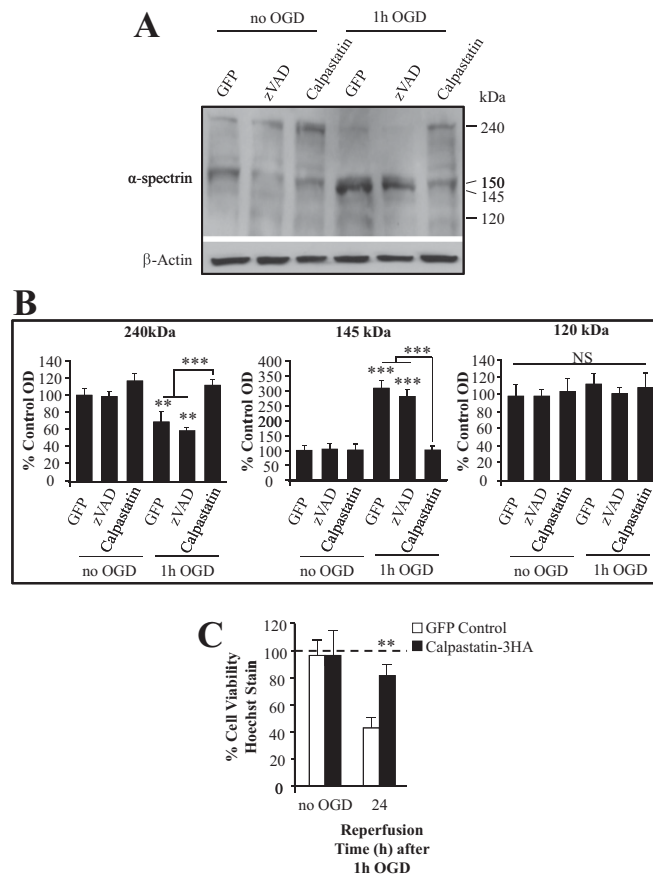 A
no OGD 1h OGD
GFP zVAD Calpastatin GFP zVAD Calpastatin
kDa
240
α-spectrin
150
145
120
β-Actin
B
240kDa 145 kDa 120 kDa
% Control OD
140
120
100
80
60
40
20
0
** ** ***
GFP zVAD Calpastatin GFP zVAD Calpastatin
no OGD 1h OGD
% Control OD
400
350
300
250
200
150
100
50
0
*** *** ***
GFP zVAD Calpastatin GFP zVAD Calpastatin
no OGD 1h OGD
% Control OD
140
120
100
80
60
40
20
0
NS
GFP zVAD Calpastatin GFP zVAD Calpastatin
no OGD 1h OGD
C
% Cell Viability
Hoechst Stain
120
100
80
60
40
20
0
**
GFP Control
Calpastatin-3HA
no OGD 24
Reperfusion
Time (h) after
1h OGD